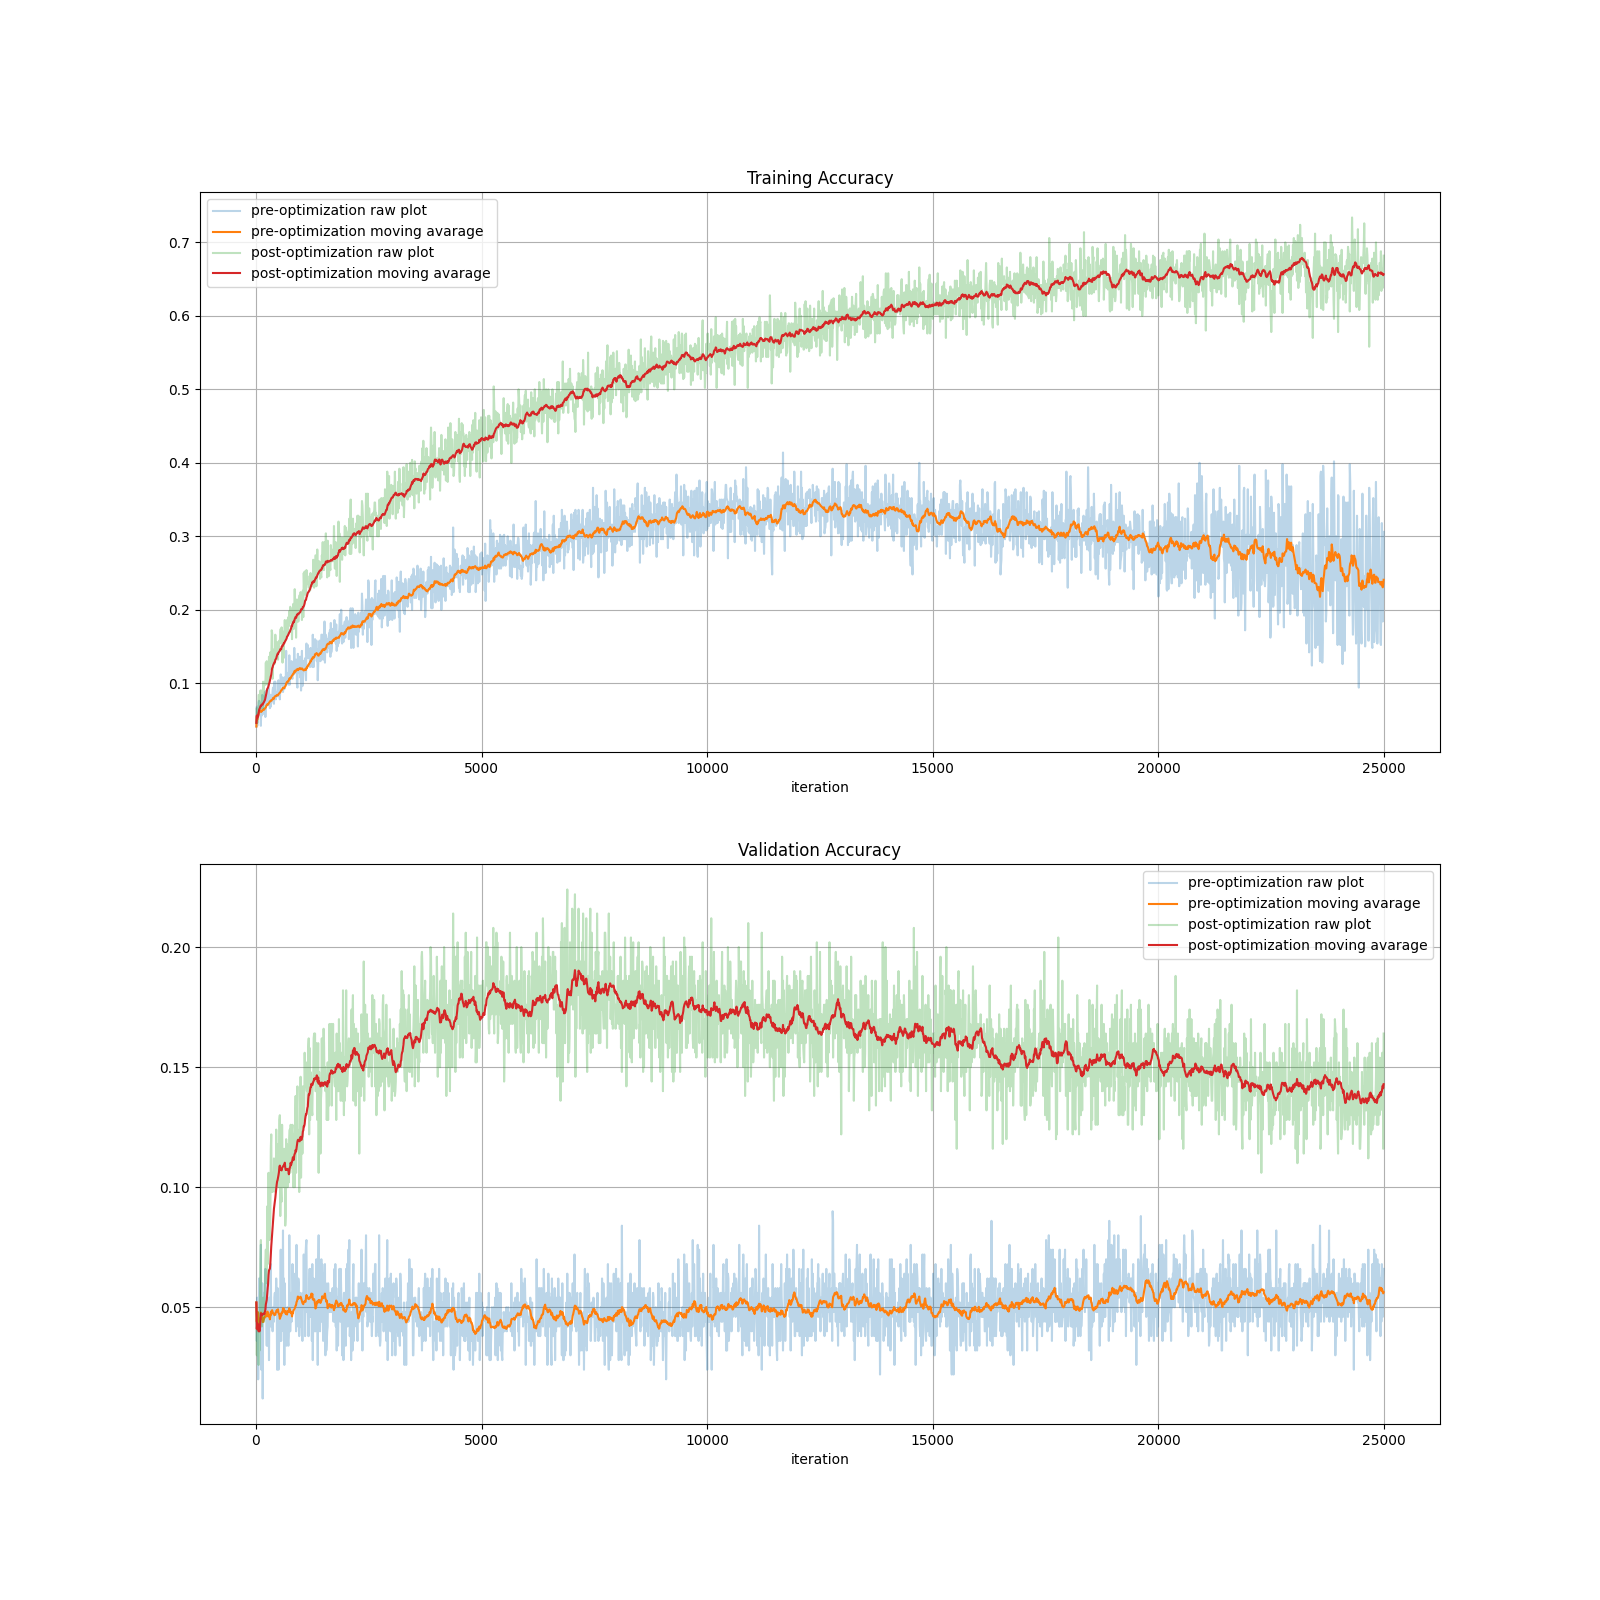 Training Accuracy
pre-optimization raw plot
pre-optimization moving avarage
post-optimization raw plot
post-optimization moving avarage
0.7
0.6
0.5
0.4
0.3
0.2
0.1
0 5000 10000 15000 20000 25000
iteration
Validation Accuracy
pre-optimization raw plot
pre-optimization moving avarage
post-optimization raw plot
post-optimization moving avarage
0.20
0.15
0.10
0.05
0 5000 10000 15000 20000 25000
iteration